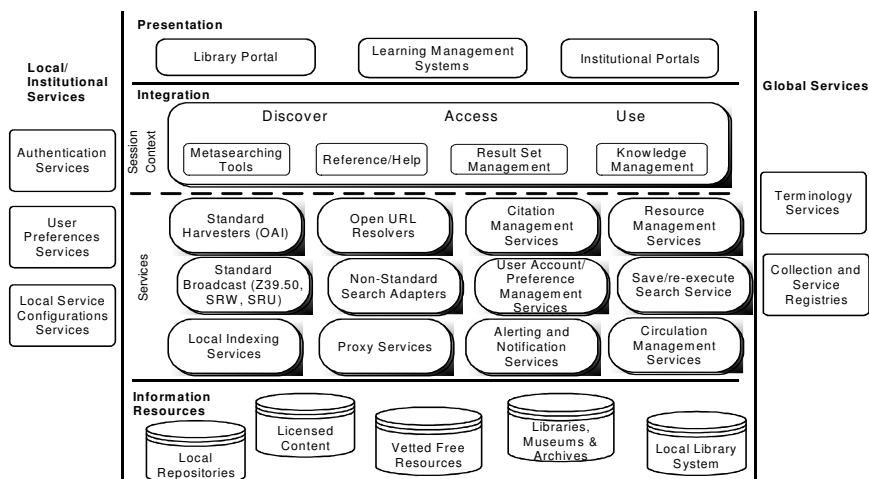 Presentation
Library Portal
Learning Management
Systems
Institutional Portals
Local/
Institutional
Services
Authentication
Services
User
Preferences
Services
Local Service
Configurations
Services
Integration
Session
Context
Discover
Access
Use
Metasearching
Tools
Reference/Help
Result Set
Management
Knowledge
Management
Services
Standard
Harvesters (OAI)
Open URL
Resolvers
Citation
Management
Services
Resource
Management
Services
Standard
Broadcast (Z39.50,
SRW, SRU)
Non-Standard
Search Adapters
User Account/
Preference
Management
Services
Save/re-execute
Search Service
Local Indexing
Services
Proxy Services
Alerting and
Notification
Services
Circulation
Management
Services
Information
Resources
Local
Repositories
Licensed
Content
Vetted Free
Resources
Libraries,
Museums &
Archives
Local Library
System
Global Services
Terminology
Services
Collection and
Service
Registries